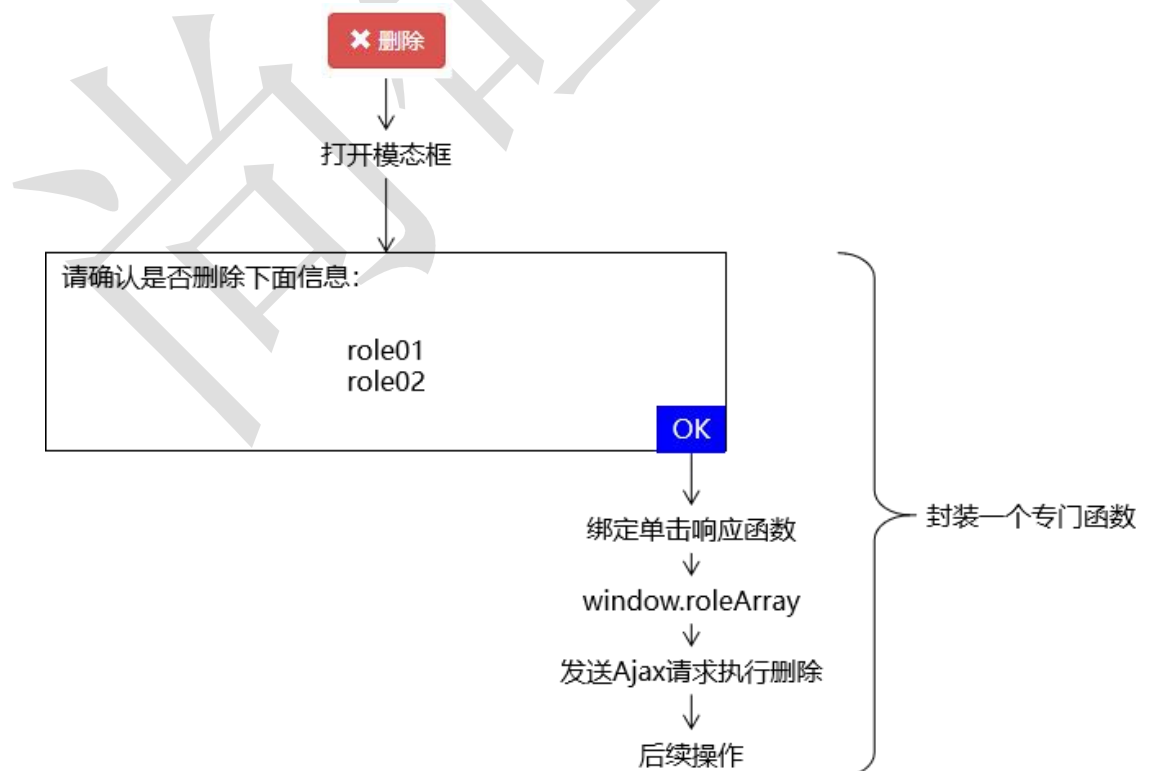 ✖ 删除
打开模态框
请确认是否删除下面信息：
role01
role02
OK
绑定单击响应函数
封装一个专门函数
window.roleArray
发送Ajax请求执行删除
后续操作